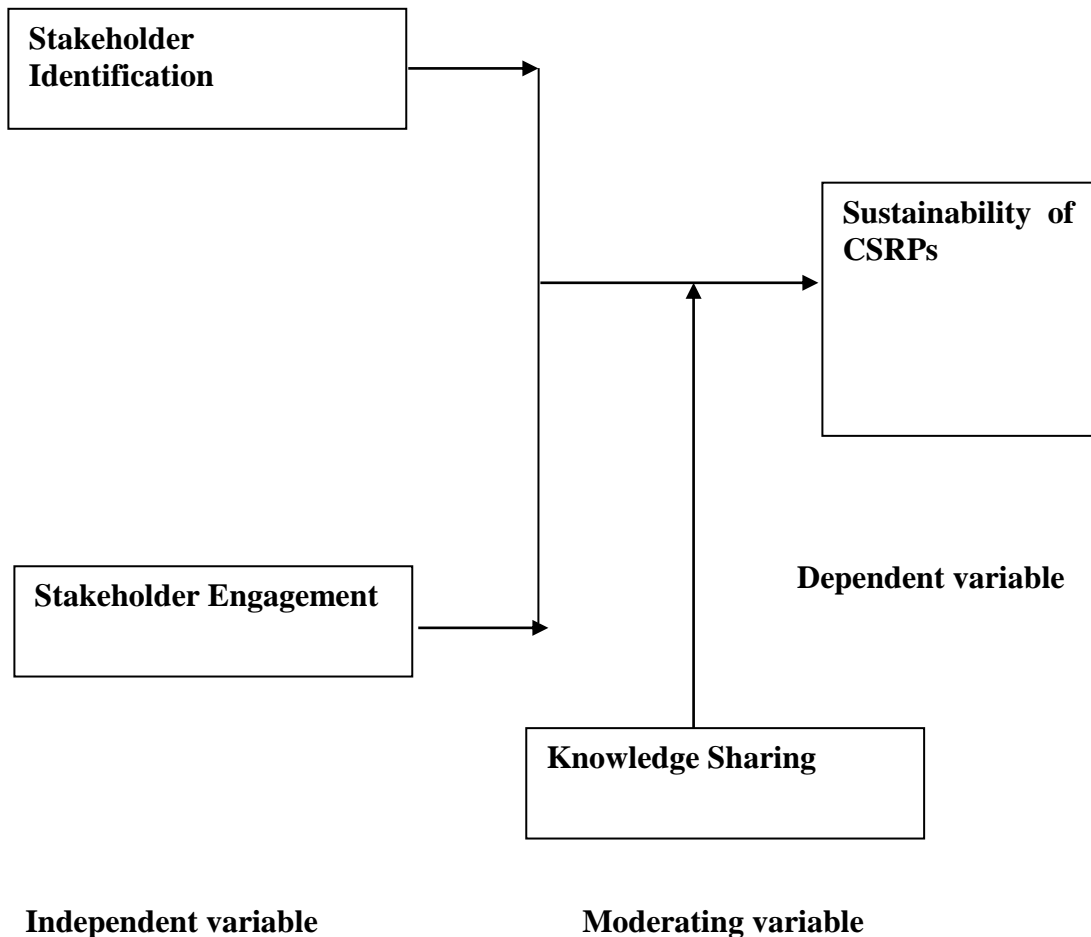 Stakeholder
Identification
Sustainability of
CSRPs
Dependent variable
Stakeholder Engagement
Knowledge Sharing
Independent variable
Moderating variable